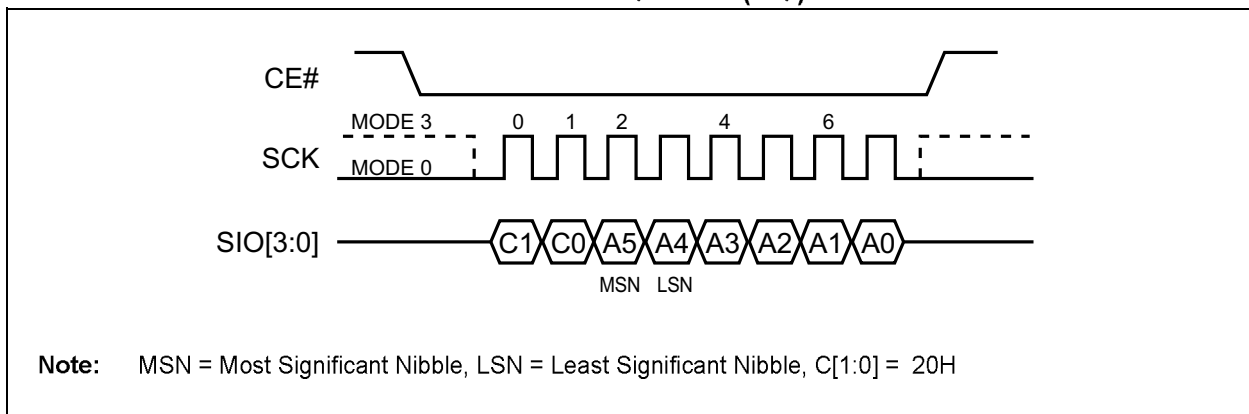 CE#
MODE 3 0 1 2 4 6
SCK
MODE 0
SIO[3:0] C1 C0 A5 A4 A3 A2 A1 A0
MSN LSN
Note: MSN = Most Significant Nibble, LSN = Least Significant Nibble, C[1:0] = 20H